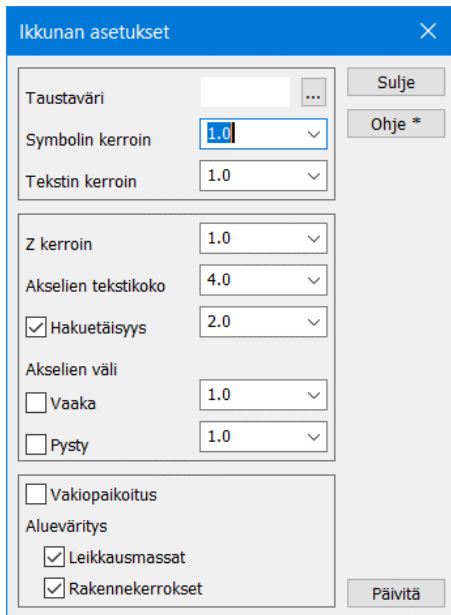 Ikkunan asetukset
Taustaväri ...
Sulje
Symbolin kerroin 1.0
Ohje *
Tekstin kerroin 1.0
Z kerroin 1.0
Akselien tekstikoko 4.0
Hakuetäisyys 2.0
Akselien väli
Vaaka 1.0
Pysty 1.0
Vakiopaikoitus
Alueväritys
Leikkausmassat
Rakennekerrokset
Päivitä